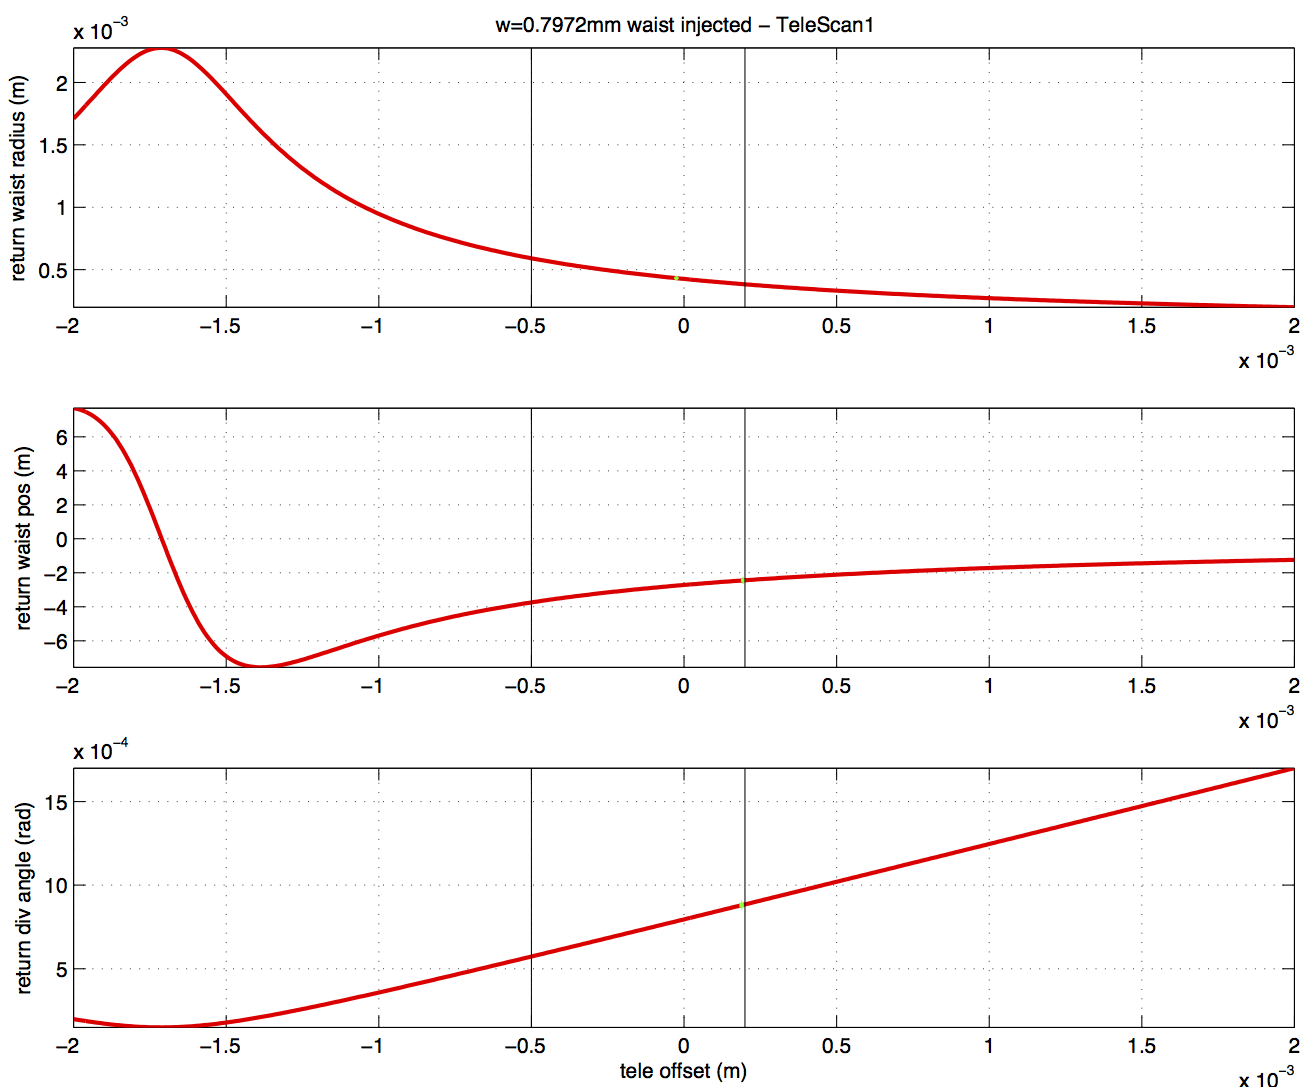 w=0.7972mm waist injected − TeleScan1
x 10−3
return waist radius (m)
2
1.5
1
0.5
−2 −1.5 −1 −0.5 0 0.5 1 1.5 2
x 10−3
return waist pos (m)
6
4
2
0
−2
−4
−6
−2 −1.5 −1 −0.5 0 0.5 1 1.5 2
x 10−3
x 10−4
return div angle (rad)
15
10
5
−2 −1.5 −1 −0.5 0 0.5 1 1.5 2
tele offset (m)
x 10−3